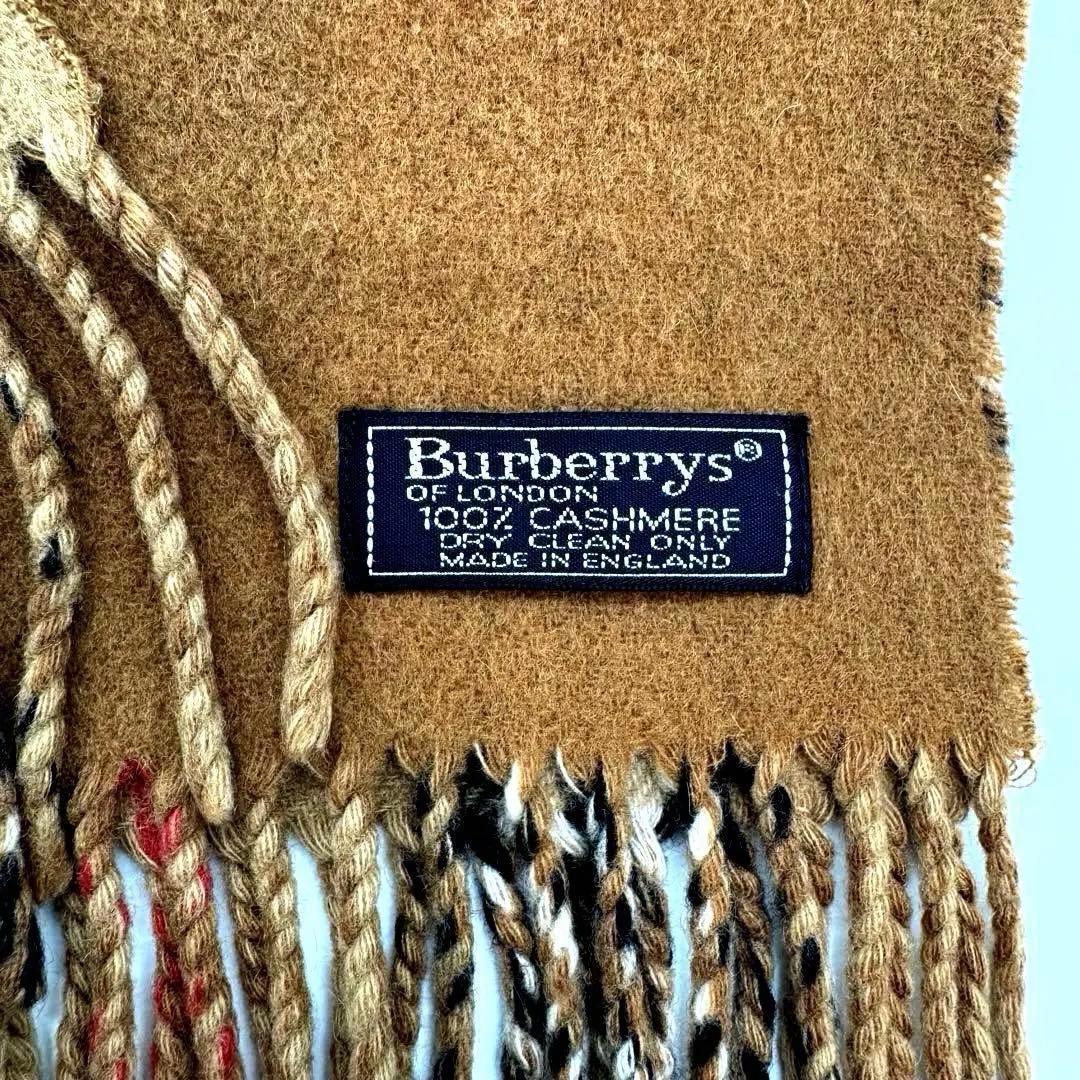 Burberrys®
OF LONDON
100% CASHMERE
DRY CLEAN ONLY
MADE IN ENGLAND